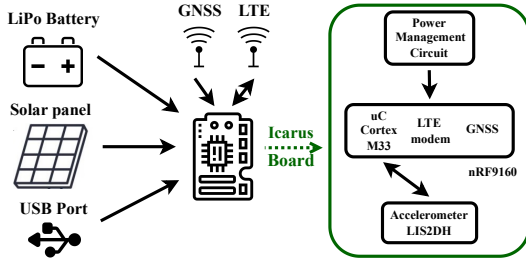 LiPo Battery
GNSS LTE
Solar panel
USB Port
Icarus
Board
Power
Management
Circuit
uC
Cortex
M33
LTE
modem
GNSS
nRF9160
Accelerometer
LIS2DH